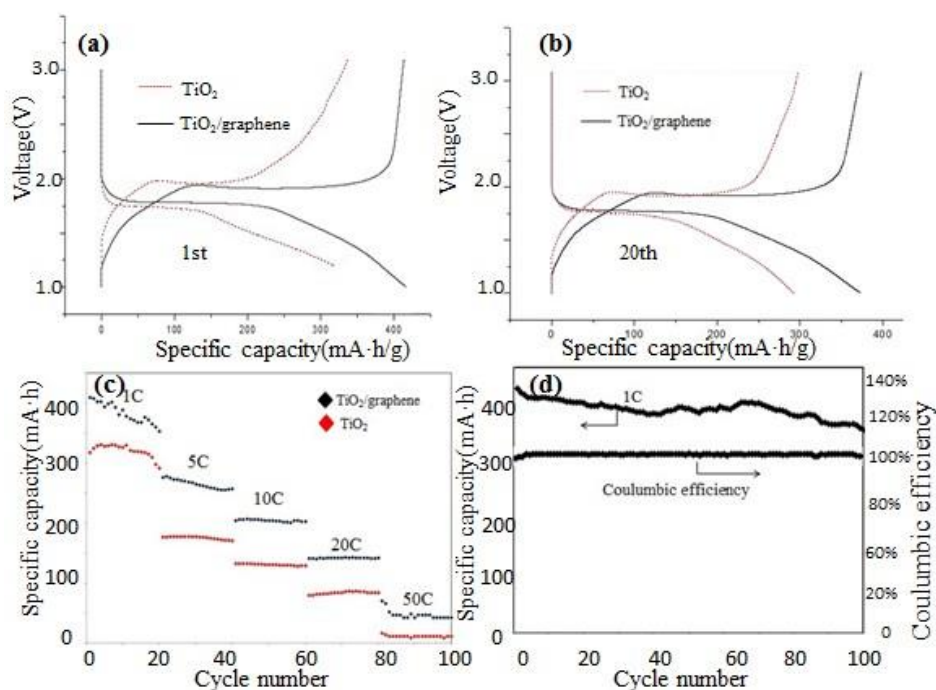 (a)
3.0
TiO2
TiO2/graphene
Voltage(V)
2.0
1st
1.0
0 100 200 300 400
Specific capacity(mA·h/g)
(b)
3.0
TiO2
TiO2/graphene
Voltage(V)
2.0
20th
1.0
0 100 200 300 400
Specific capacity(mA·h/g)
(c)
1C
TiO2/graphene
TiO2
400
300
200
100
0
5C
10C
20C
50C
Specific capacity(mA·h)
0 20 40 60 80 100
Cycle number
(d)
1C
140%
120%
100%
80%
60%
20%
0
400
300
200
100
0
Coulumbic efficiency
Specific capacity(mA·h)
Coulumbic efficiency
0 20 40 60 80 100
Cycle number